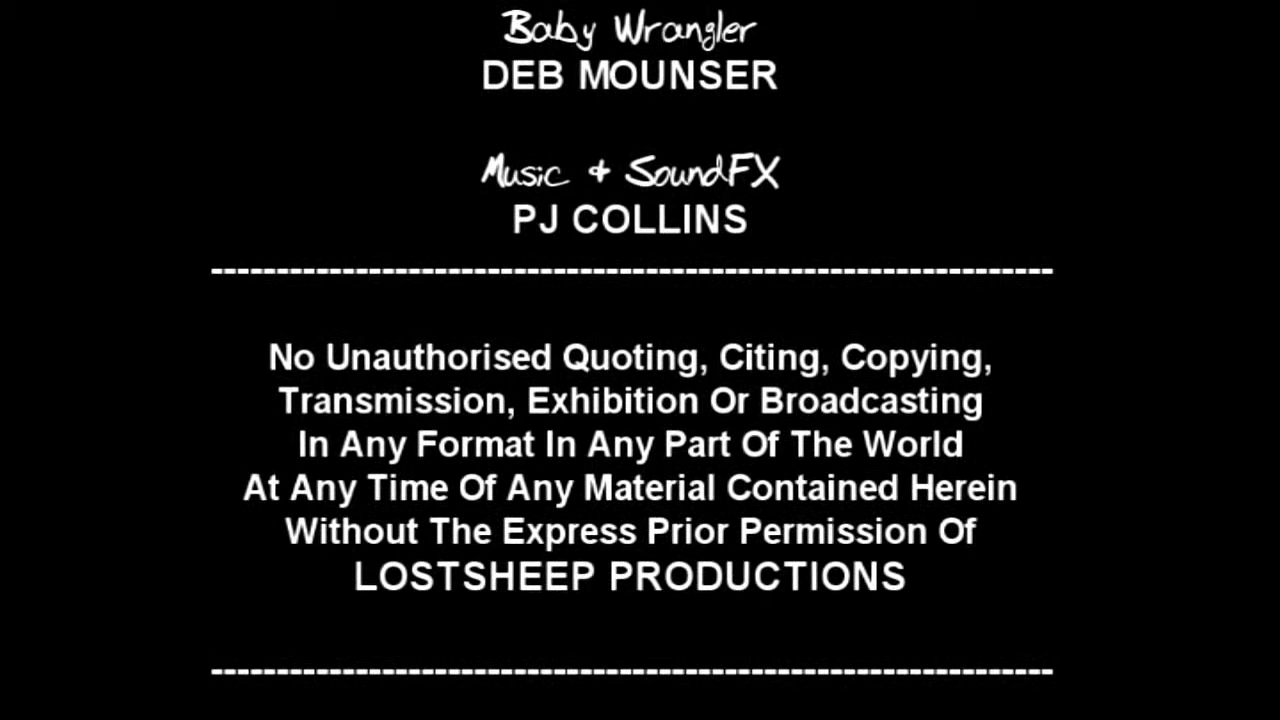 Baby Wrangler
DEB MOUNSER
Music + SoundFX
PJ COLLINS
----------------------------------------------------------------
No Unauthorised Quoting, Citing, Copying,
Transmission, Exhibition Or Broadcasting
In Any Format In Any Part Of The World
At Any Time Of Any Material Contained Herein
Without The Express Prior Permission Of
LOSTSHEEP PRODUCTIONS
----------------------------------------------------------------